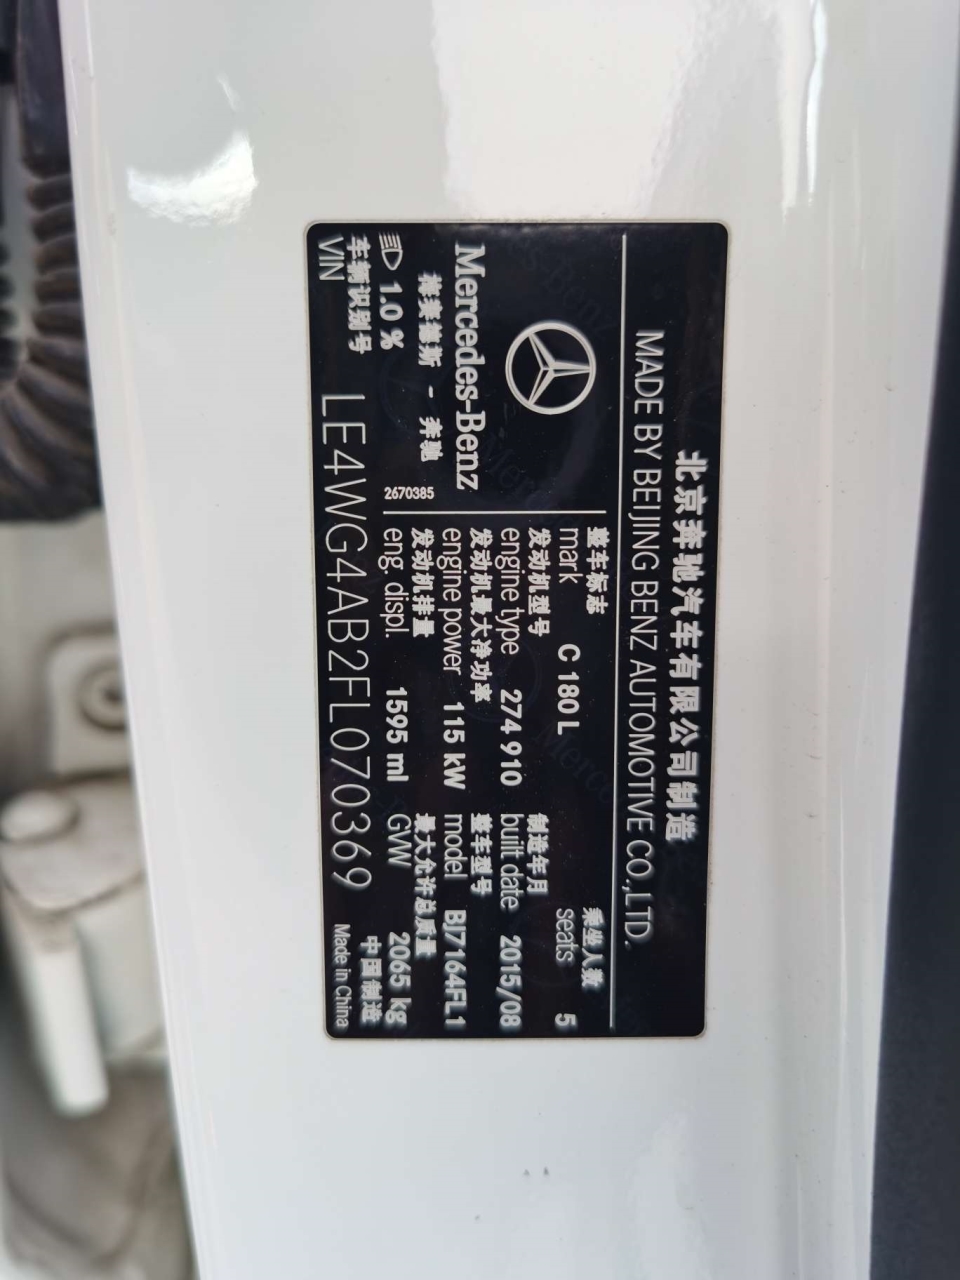 北京奔驰汽车有限公司制造
MADE BY BEIJING BENZ AUTOMOTIVE CO.,LTD.
Mercedes-Benz
梅赛德斯 - 奔驰
1.0 %
2670385
整车标志
mark C 180 L
乘坐人数
seats 5
发动机型号
engine type 274 910
制造年月
built date 2015/08
发动机最大净功率
engine power 115 kW
整车型号
model BJ7164FL1
发动机排量
eng. displ. 1595 ml
最大允许总质量
GVW 2065 kg
车辆识别号
VIN LE4WG4AB2FL070369
中国制造
Made in China